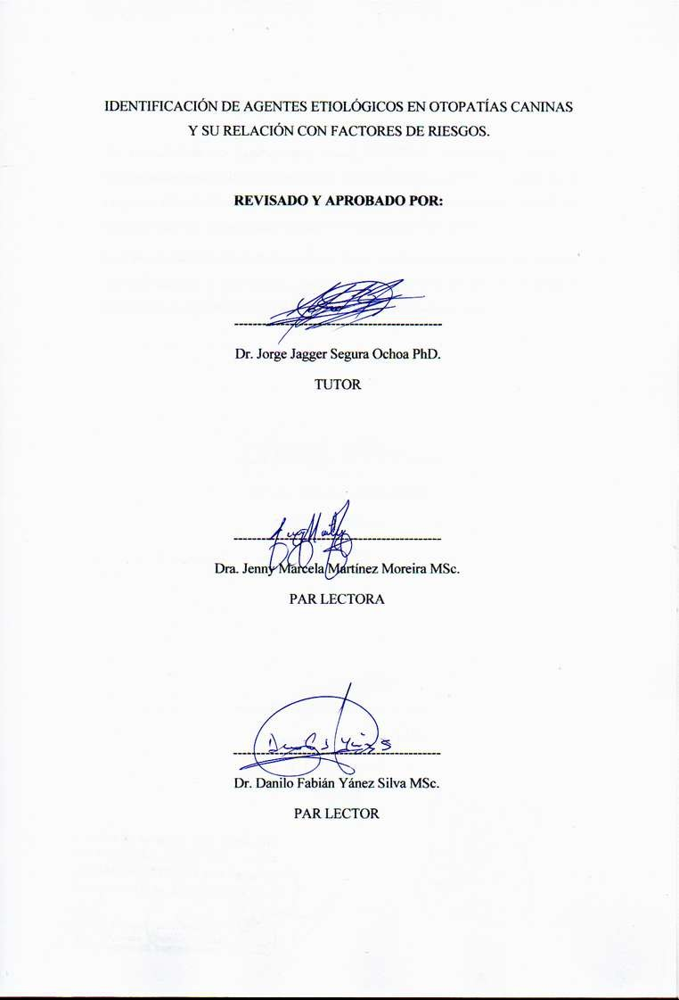 IDENTIFICACIÓN DE AGENTES ETIOLÓGICOS EN OTOPATÍAS CANINAS
Y SU RELACIÓN CON FACTORES DE RIESGOS.
REVISADO Y APROBADO POR:
Dr. Jorge Jagger Segura Ochoa PhD.
TUTOR
Dra. Jenny Marcela Martínez Moreira MSc.
PAR LECTORA
Dr. Danilo Fabián Yánez Silva MSc.
PAR LECTOR